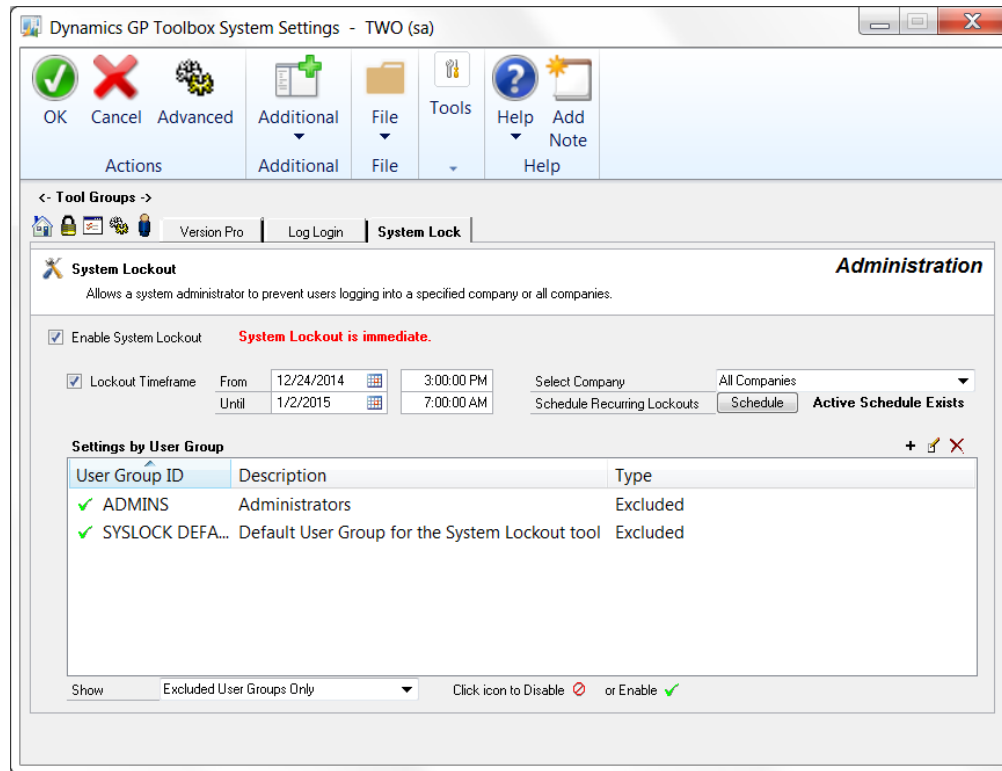 Dynamics GP Toolbox System Settings - TWO (sa)
OK Cancel Advanced Additional File Tools Help Add Note
Actions Additional File Help
<- Tool Groups ->
Version Pro Log Login System Lock
System Lockout Administration
Allows a system administrator to prevent users logging into a specified company or all companies.
Enable System Lockout System Lockout is immediate.
Lockout Timeframe From 12/24/2014 3:00:00 PM Select Company All Companies
Until 1/2/2015 7:00:00 AM Schedule Recurring Lockouts Schedule Active Schedule Exists
Settings by User Group
User Group ID Description Type
ADMINS Administrators Excluded
SYSLOCK DEFA... Default User Group for the System Lockout tool Excluded
Show Excluded User Groups Only Click icon to Disable or Enable